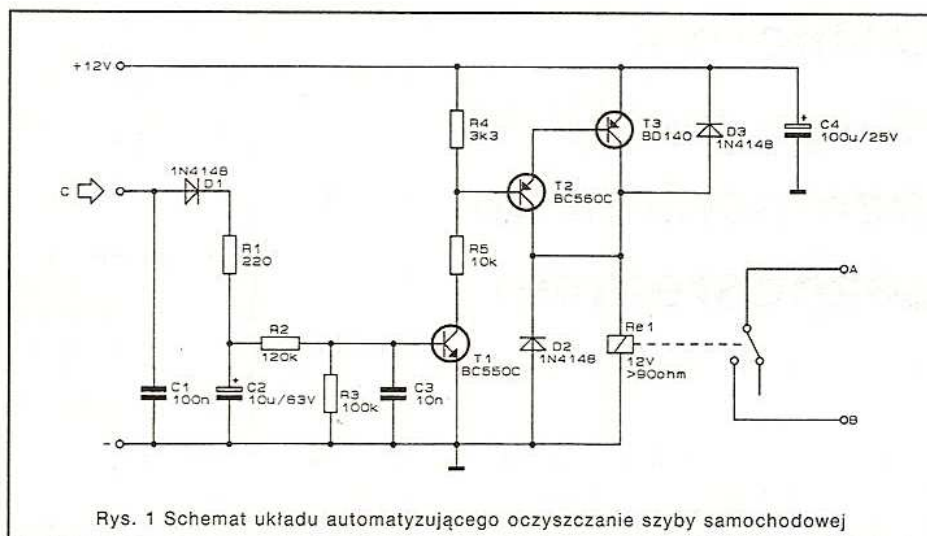 +12V
R4
3k3
T3
BD140
D3
1N4148
+
C4
100u/25V
C
1N4148
D1
T2
BC560C
R1
220
R5
10k
R2
120k
T1
BC550C
D2
1N4148
Re1
12V
>90ohm
A
B
C1
100n
+
C2
10u/63V
R3
100k
C3
10n
-
Rys. 1 Schemat układu automatyzującego oczyszczanie szyby samochodowej